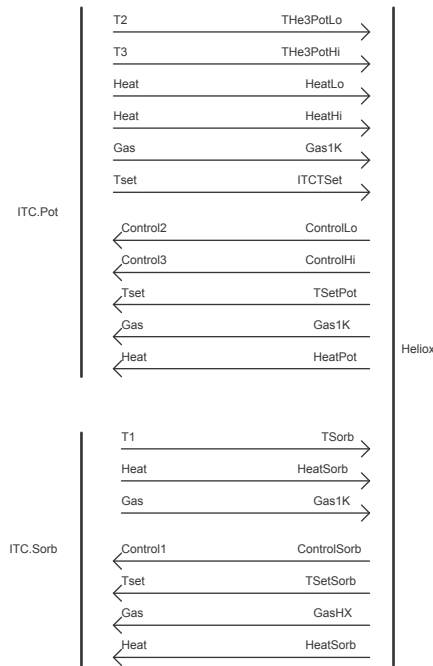 T2 THe3PotLo
T3 THe3PotHi
Heat HeatLo
Heat HeatHi
Gas Gas1K
Tset ITCTSet
ITC.Pot
Control2 ControlLo
Control3 ControlHi
Tset TSetPot
Gas Gas1K
Heliox
Heat HeatPot
T1 TSorb
Heat HeatSorb
Gas Gas1K
ITC.Sorb
Control1 ControlSorb
Tset TSetSorb
Gas GasHX
Heat HeatSorb